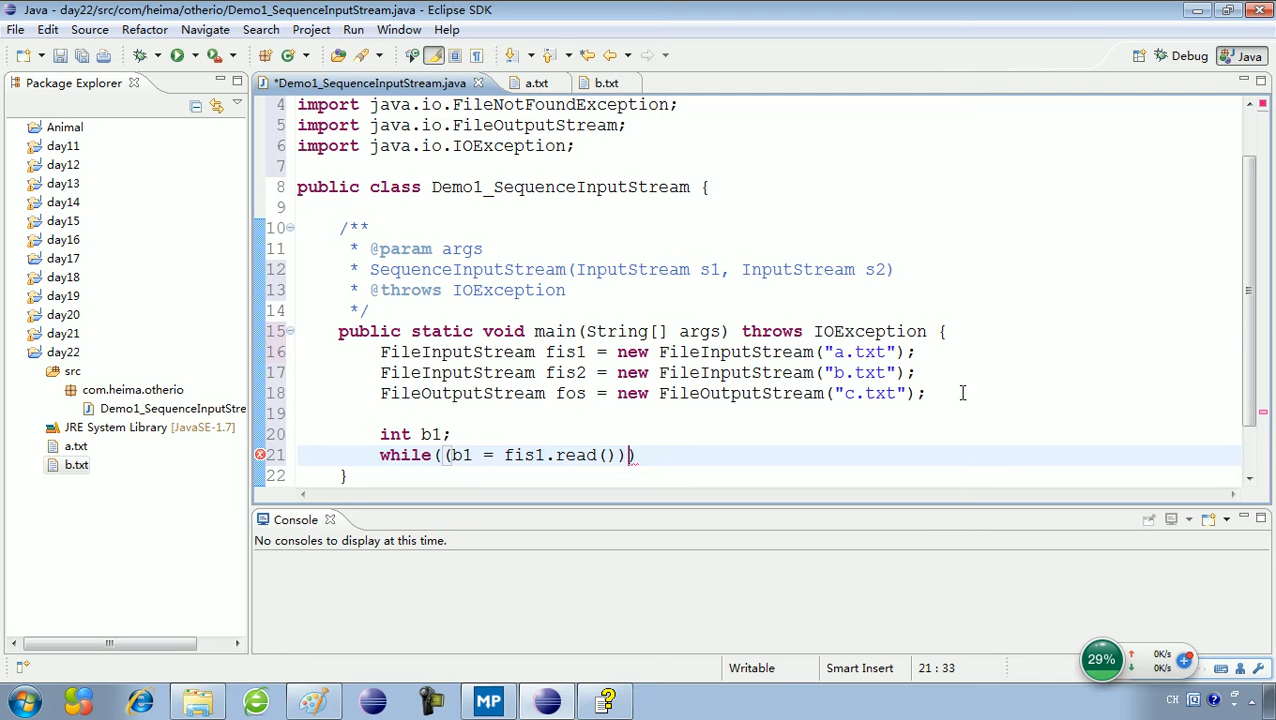 Java - day22/src/com/heima/otherio/Demo1_SequenceInputStream.java - Eclipse SDK
File Edit Source Refactor Navigate Search Project Run Window Help
Debug Java
Package Explorer
*Demo1_SequenceInputStream.java a.txt b.txt
Animal
day11
day12
day13
day14
day15
day16
day17
day18
day19
day20
day21
day22
src
com.heima.otherio
Demo1_SequenceInputStre
JRE System Library [JavaSE-1.7]
a.txt
b.txt
4 import java.io.FileNotFoundException;
5 import java.io.FileOutputStream;
6 import java.io.IOException;
7
8 public class Demo1_SequenceInputStream {
9
10 /**
11 * @param args
12 * SequenceInputStream(InputStream s1, InputStream s2)
13 * @throws IOException
14 */
15 public static void main(String[] args) throws IOException {
16 FileInputStream fis1 = new FileInputStream("a.txt");
17 FileInputStream fis2 = new FileInputStream("b.txt");
18 FileOutputStream fos = new FileOutputStream("c.txt");
19
20 int b1;
21 while((b1 = fis1.read()))
22 }
Console
No consoles to display at this time.
Writable Smart Insert 21 : 33
29% 0K/s
0K/s
MP
CH